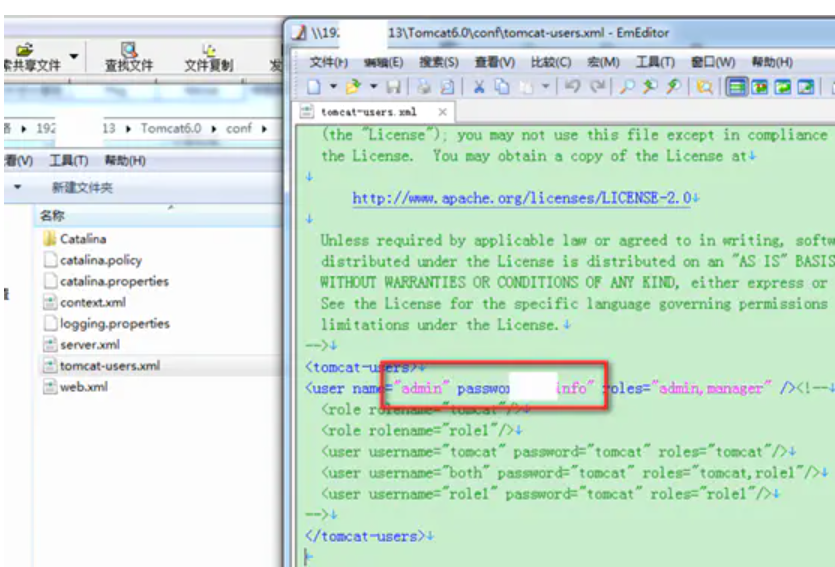 \\19 13\Tomcat6.0\conf\tomcat-users.xml - EmEditor
共享文件 查找文件 文件复制 发
文件(F) 编辑(E) 搜索(S) 查看(V) 比较(C) 宏(M) 工具(T) 窗口(W) 帮助(H)
tomcat-users.xml
192 13 Tomcat6.0 conf
看(V) 工具(T) 帮助(H)
新建文件夹
名称
Catalina
catalina.policy
catalina.properties
context.xml
logging.properties
server.xml
tomcat-users.xml
web.xml
(the "License"); you may not use this file except in compliance
the License. You may obtain a copy of the License at
http://www.apache.org/licenses/LICENSE-2.0
Unless required by applicable law or agreed to in writing, softw
distributed under the License is distributed on an "AS IS" BASIS
WITHOUT WARRANTIES OR CONDITIONS OF ANY KIND, either express or
See the License for the specific language governing permissions
limitations under the License.
-->
<tomcat-users>
<user name="admin" passwo info" roles="admin,manager" /><!--
<role rolename="tomcat"/>
<role rolename="role1"/>
<user username="tomcat" password="tomcat" roles="tomcat"/>
<user username="both" password="tomcat" roles="tomcat,role1"/>
<user username="role1" password="tomcat" roles="role1"/>
-->
</tomcat-users>